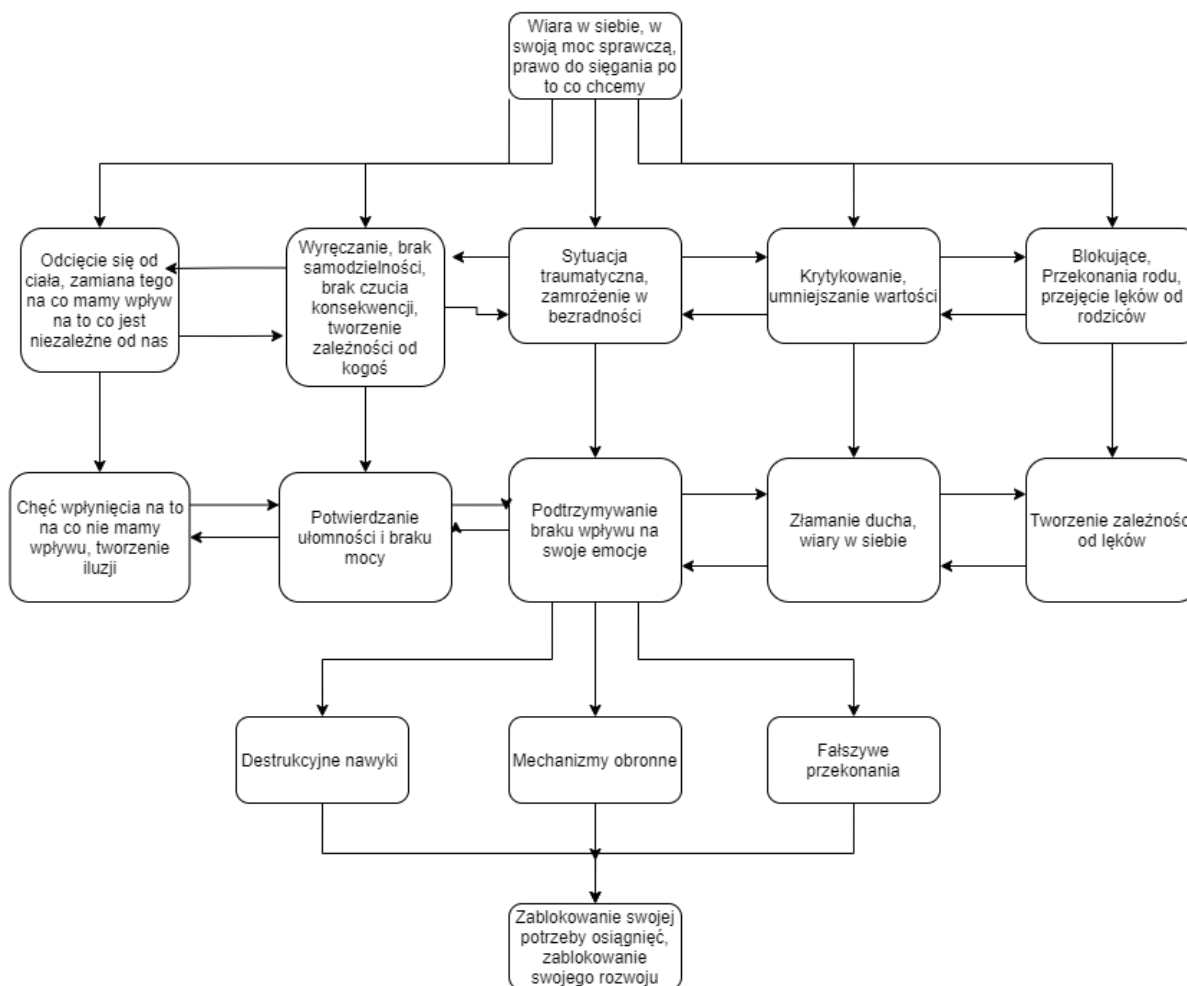 Wiara w siebie, w
swoją moc sprawczą,
prawo do sięgania po
to co chcemy
Odcięcie się od
ciała, zamiana tego
na co mamy wpływ
na to co jest
niezależne od nas
Wyręczanie, brak
samodzielności,
brak czucia
konsekwencji,
tworzenie
zależności od
kogoś
Sytuacja
traumatyczna,
zamrożenie w
bezradności
Krytykowanie,
umniejszanie wartości
Blokujące,
Przekonania rodu,
przejęcie lęków od
rodziców
Chęć wpłynięcia na to
na co nie mamy
wpływu, tworzenie
iluzji
Potwierdzanie
ułomności i braku
mocy
Podtrzymywanie
braku wpływu na
swoje emocje
Złamanie ducha,
wiary w siebie
Tworzenie zależności
od lęków
Destrukcyjne nawyki
Mechanizmy obronne
Fałszywe
przekonania
Zablokowanie swojej
potrzeby osiągnięć,
zablokowanie
swojego rozwoju